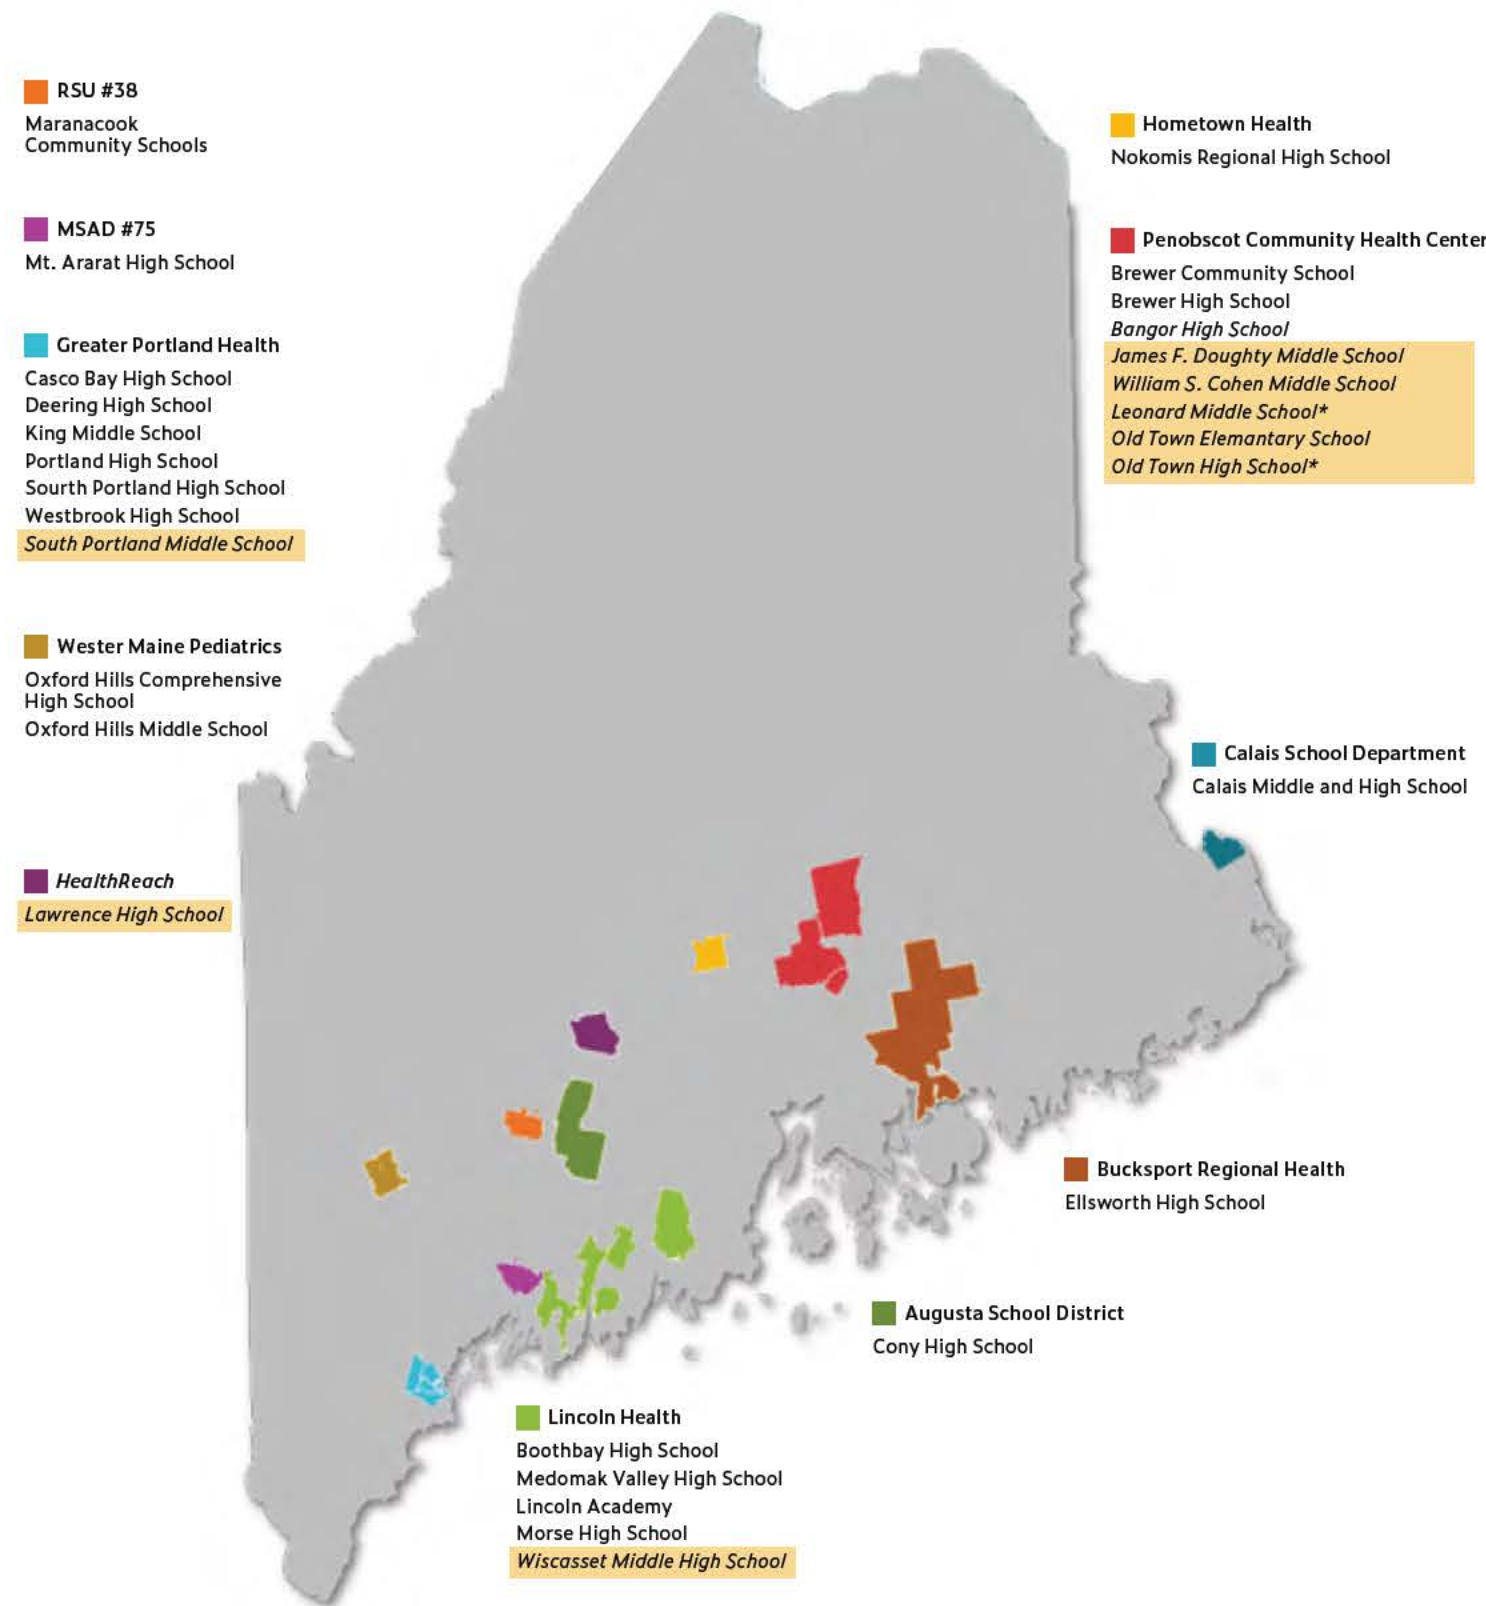 RSU #38
Maranacook
Community Schools
MSAD #75
Mt. Ararat High School
Greater Portland Health
Casco Bay High School
Deering High School
King Middle School
Portland High School
Sourth Portland High School
Westbrook High School
South Portland Middle School
Wester Maine Pediatrics
Oxford Hills Comprehensive
High School
Oxford Hills Middle School
HealthReach
Lawrence High School
Hometown Health
Nokomis Regional High School
Penobscot Community Health Center
Brewer Community School
Brewer High School
Bangor High School
James F. Doughty Middle School
William S. Cohen Middle School
Leonard Middle School*
Old Town Elemantary School
Old Town High School*
Calais School Department
Calais Middle and High School
Bucksport Regional Health
Ellsworth High School
Augusta School District
Cony High School
Lincoln Health
Boothbay High School
Medomak Valley High School
Lincoln Academy
Morse High School
Wiscasset Middle High School